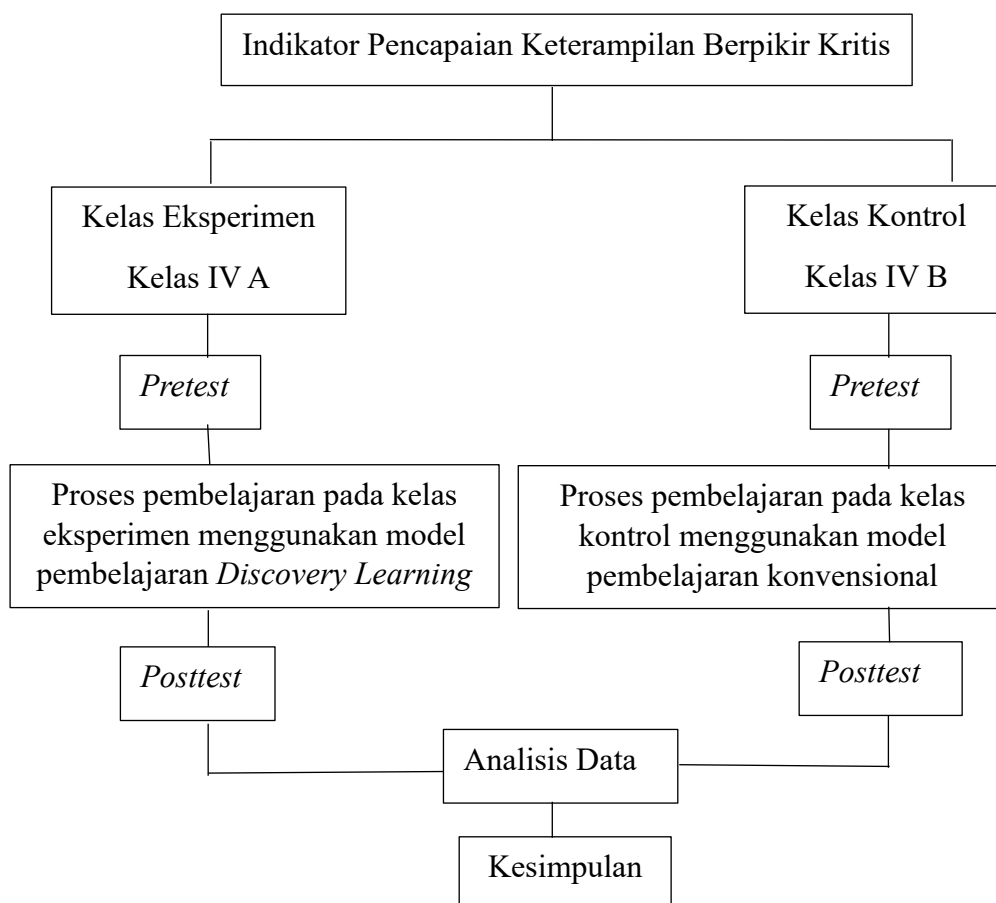 Indikator Pencapaian Keterampilan Berpikir Kritis
Kelas Eksperimen
Kelas IV A
Kelas Kontrol
Kelas IV B
Pretest
Pretest
Proses pembelajaran pada kelas
eksperimen menggunakan model
pembelajaran Discovery Learning
Proses pembelajaran pada kelas
kontrol menggunakan model
pembelajaran konvensional
Posttest
Posttest
Analisis Data
Kesimpulan